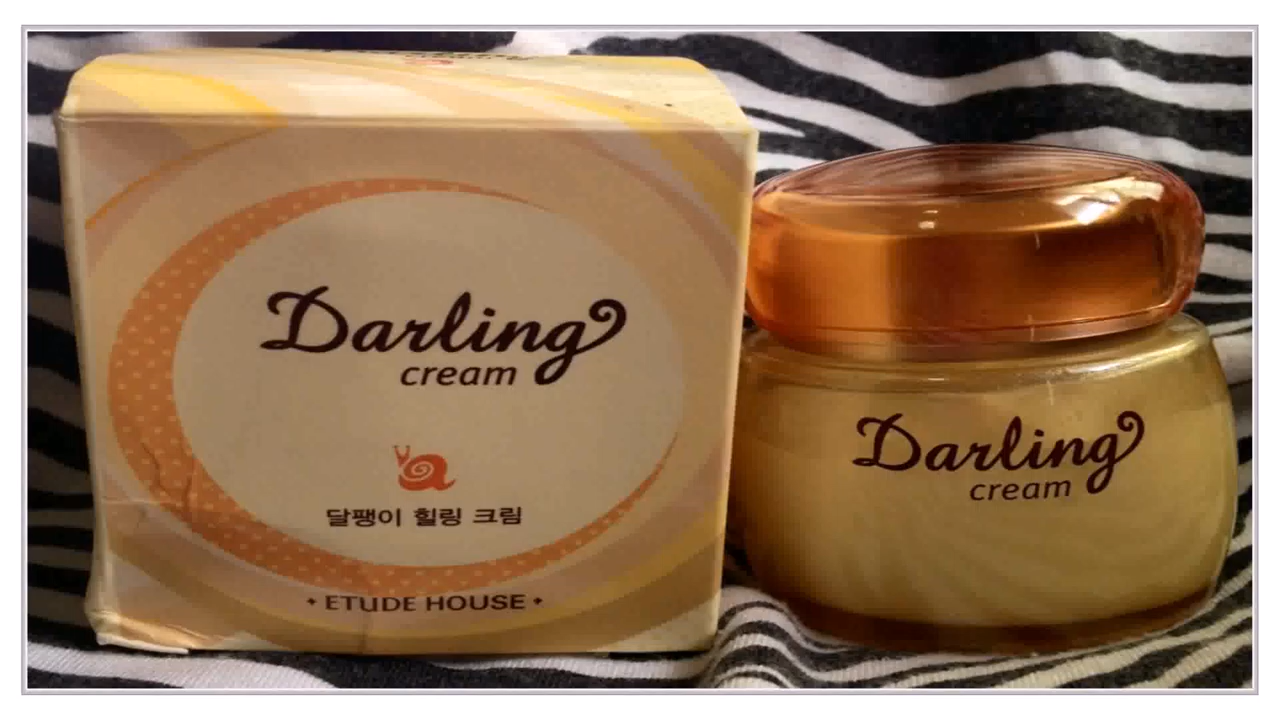 Darling
cream
달팽이 힐링 크림
ETUDE HOUSE
Darling
cream